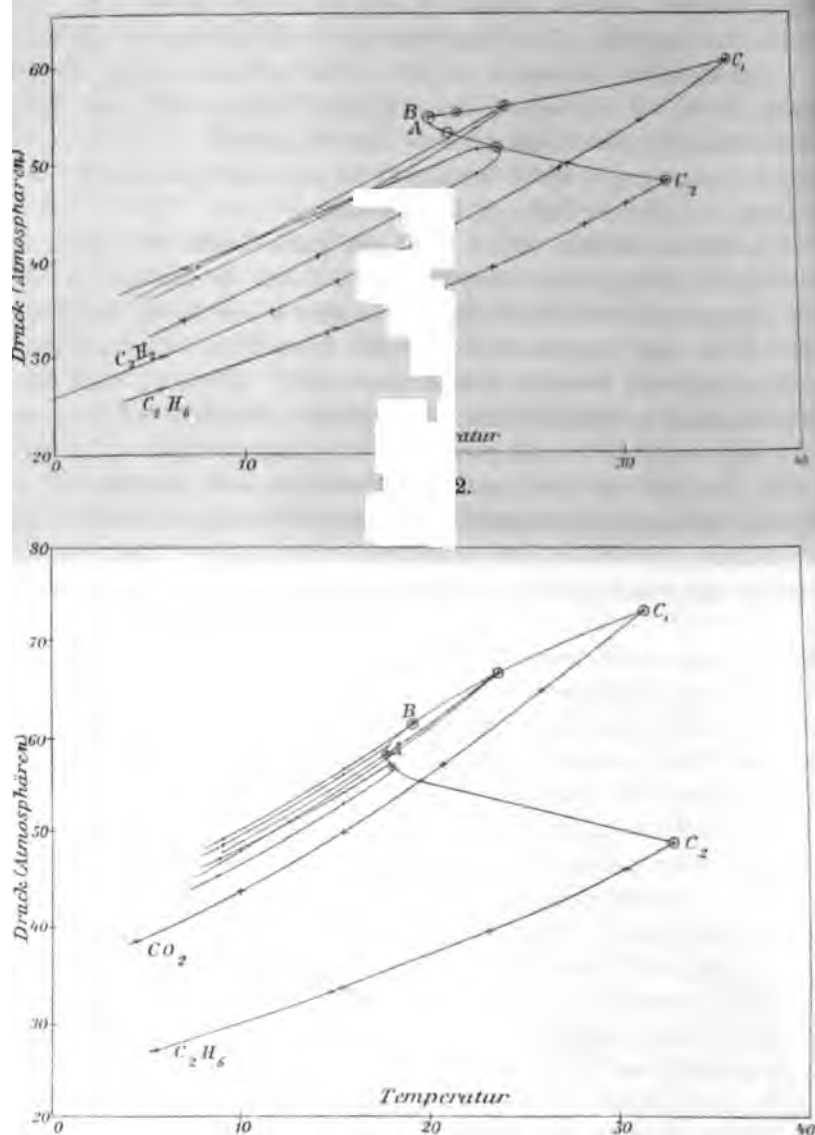 Druck (Atmosphären)
60
50
40
30
20
B
A
C₁
C₂
C₂H₂
C₂H₆
0 10 30 40
2.
Druck (Atmosphären)
80
70
60
50
40
30
20
C₁
B
A
C₂
CO₂
C₂H₆
Temperatur
0 10 20 30 40